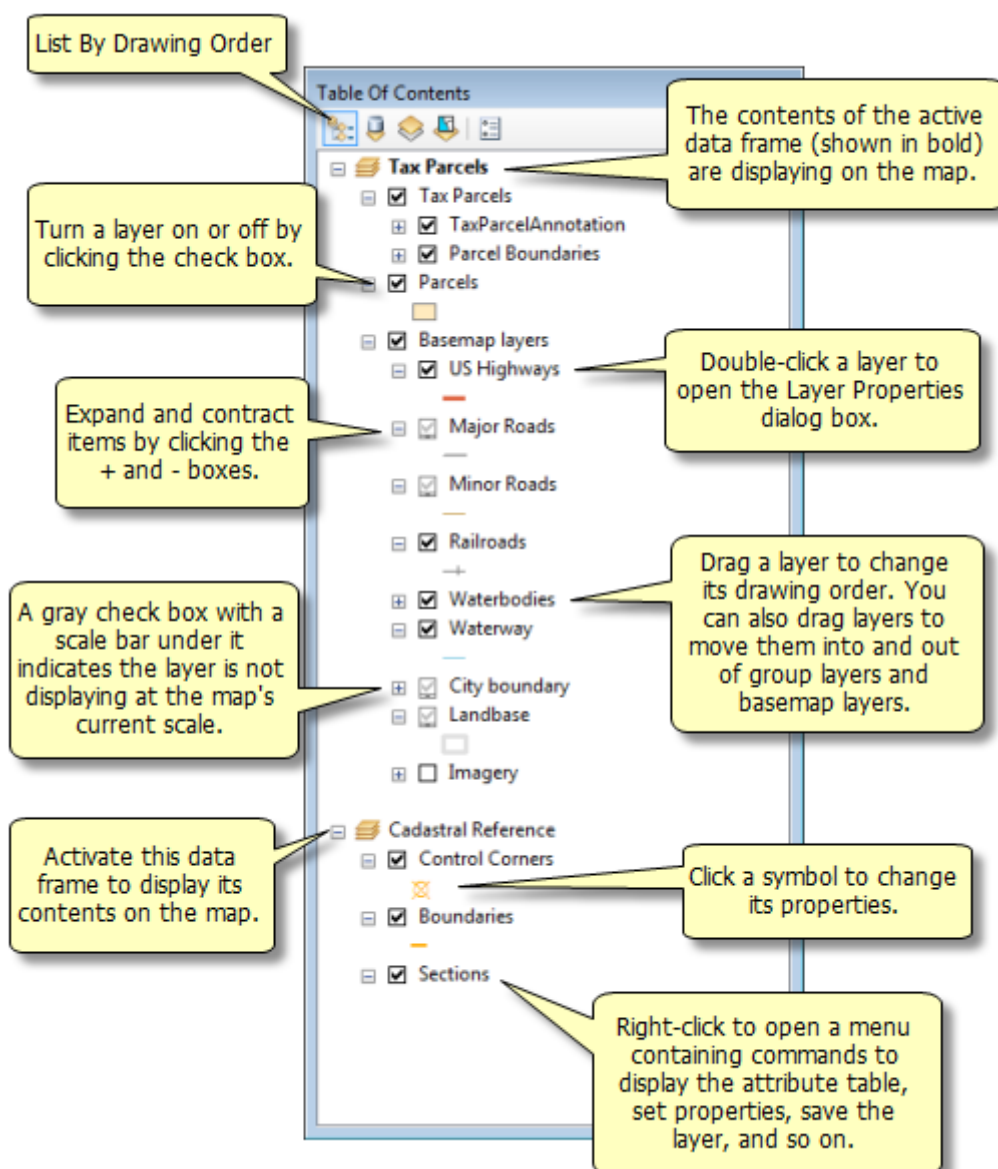 List By Drawing Order
Table Of Contents
The contents of the active
data frame (shown in bold)
are displaying on the map.
Tax Parcels
Tax Parcels
TaxParcelAnnotation
Parcel Boundaries
Turn a layer on or off by
clicking the check box.
Parcels
Basemap layers
US Highways
Double-click a layer to
open the Layer Properties
dialog box.
Expand and contract
items by clicking the
+ and - boxes.
Major Roads
Minor Roads
Railroads
Drag a layer to change
its drawing order. You
can also drag layers to
move them into and out
of group layers and
basemap layers.
Waterbodies
Waterway
A gray check box with a
scale bar under it
indicates the layer is not
displaying at the map's
current scale.
City boundary
Landbase
Imagery
Cadastral Reference
Activate this data
frame to display its
contents on the map.
Control Corners
Click a symbol to change
its properties.
Boundaries
Sections
Right-click to open a menu
containing commands to
display the attribute table,
set properties, save the
layer, and so on.